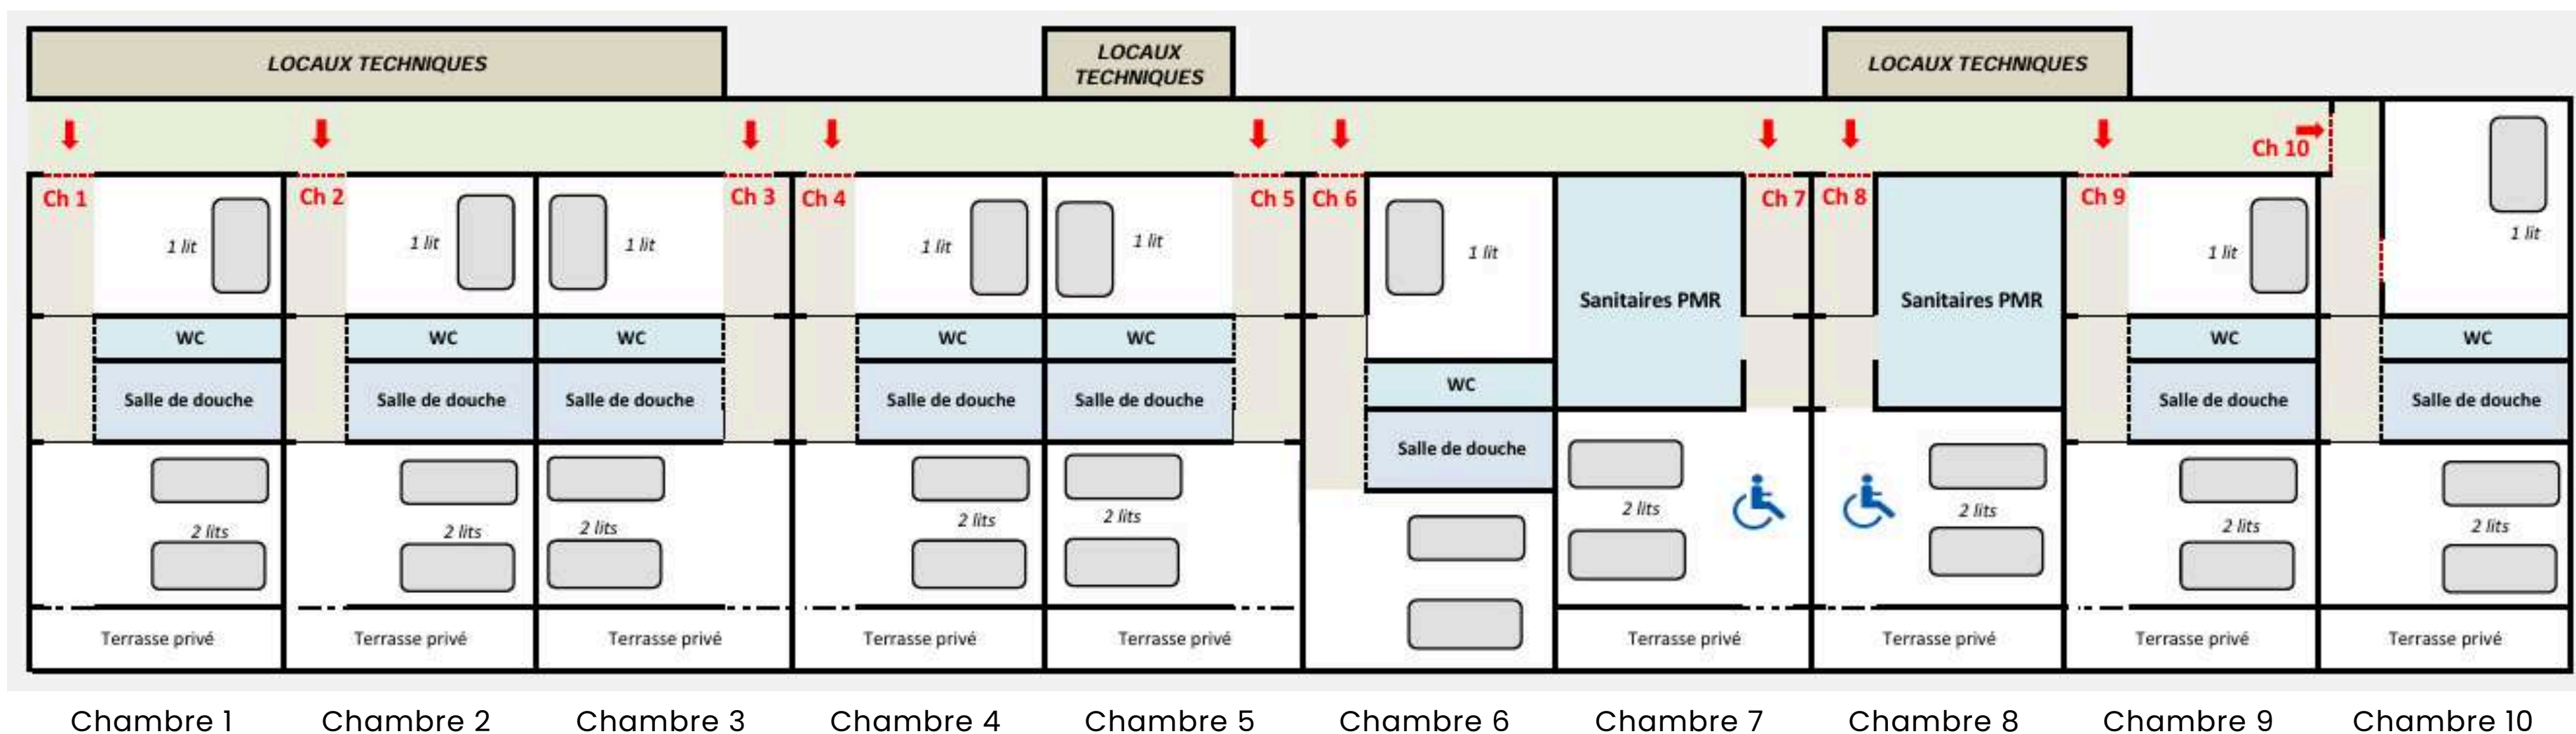 LOCAUX TECHNIQUES
LOCAUX
TECHNIQUES
LOCAUX TECHNIQUES
Ch 10
Ch 1
Ch 2
Ch 3
Ch 4
Ch 5
Ch 6
Ch 7
Ch 8
Ch 9
1 lit
1 lit
1 lit
1 lit
1 lit
1 lit
1 lit
1 lit
Sanitaires PMR
Sanitaires PMR
WC
WC
WC
WC
WC
WC
WC
WC
Salle de douche
Salle de douche
Salle de douche
Salle de douche
Salle de douche
Salle de douche
Salle de douche
Salle de douche
2 lits
2 lits
2 lits
2 lits
2 lits
2 lits
2 lits
2 lits
2 lits
Terrasse privé
Terrasse privé
Terrasse privé
Terrasse privé
Terrasse privé
Terrasse privé
Terrasse privé
Terrasse privé
Terrasse privé
Chambre 1
Chambre 2
Chambre 3
Chambre 4
Chambre 5
Chambre 6
Chambre 7
Chambre 8
Chambre 9
Chambre 10